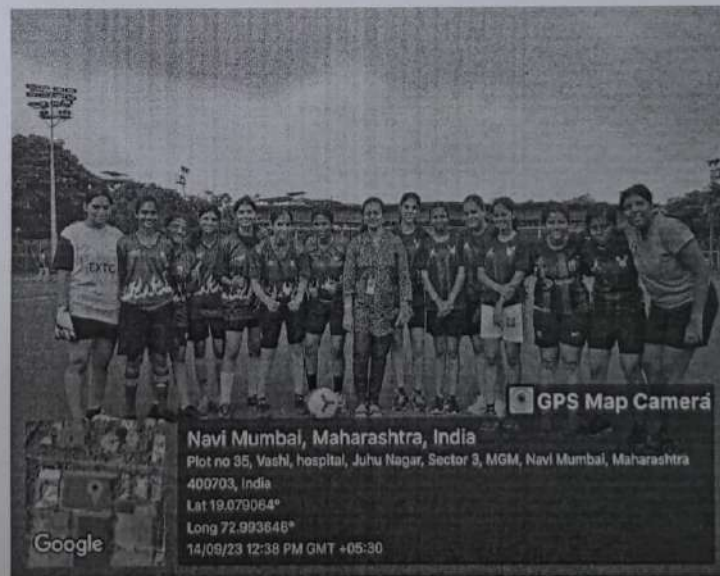 EXTC
GPS Map Camera
Navi Mumbai, Maharashtra, India
Plot no 35, Vashi, hospital, Juhu Nagar, Sector 3, MGM, Navi Mumbai, Maharashtra
400703, India
Lat 19.079064°
Long 72.993646°
14/09/23 12:38 PM GMT +05:30
Google